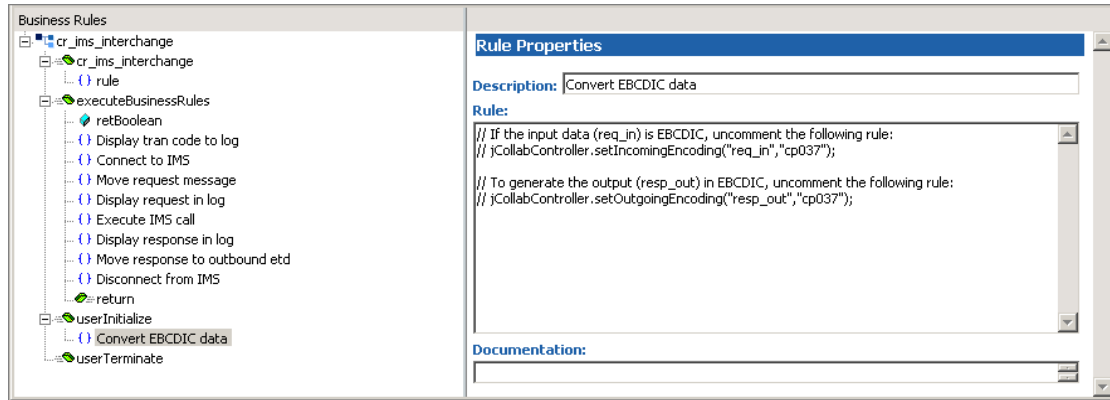 Business Rules
cr_ims_interchange
cr_ims_interchange
{} rule
executeBusinessRules
retBoolean
{} Display tran code to log
{} Connect to IMS
{} Move request message
{} Display request in log
{} Execute IMS call
{} Display response in log
{} Move response to outbound etd
{} Disconnect from IMS
return
userInitialize
{} Convert EBCDIC data
userTerminate
Rule Properties
Description: Convert EBCDIC data
Rule:
// If the input data (req_in) is EBCDIC, uncomment the following rule:
// jCollabController.setIncomingEncoding("req_in","cp037");
// To generate the output (resp_out) in EBCDIC, uncomment the following rule:
// jCollabController.setOutgoingEncoding("resp_out","cp037");
Documentation: